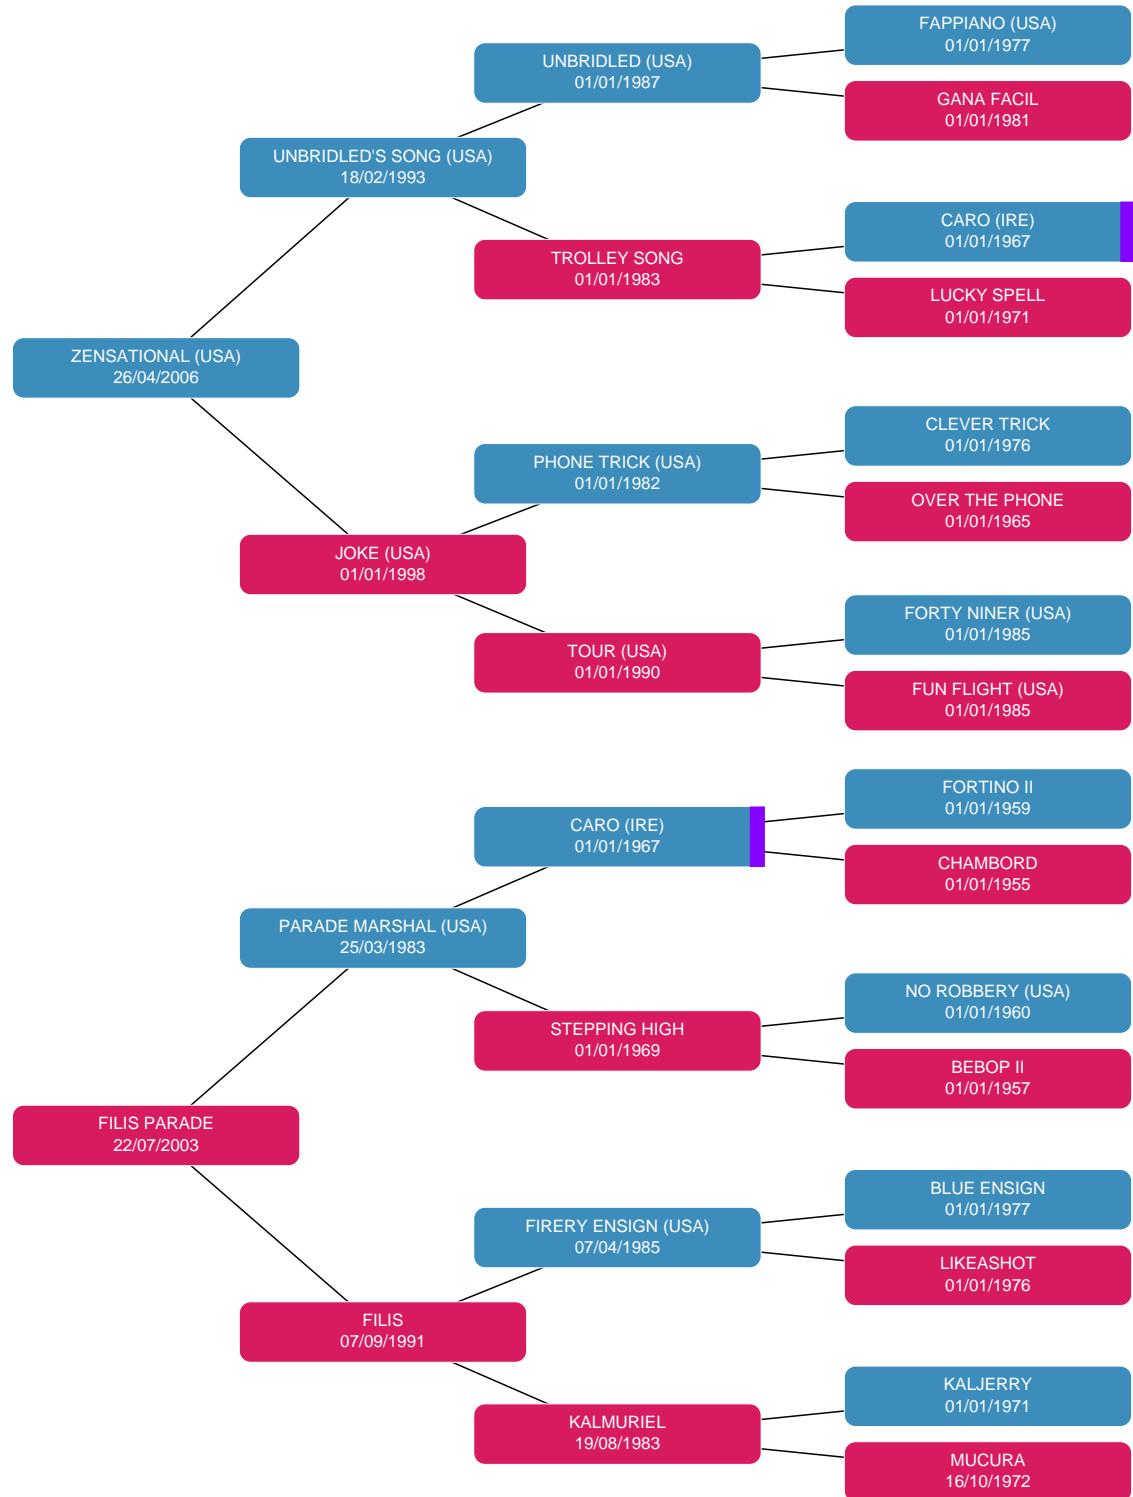 FAPPIANO (USA)
01/01/1977
UNBRIDLED (USA)
01/01/1987
GANA FACIL
01/01/1981
UNBRIDLED'S SONG (USA)
18/02/1993
CARO (IRE)
01/01/1967
TROLLEY SONG
01/01/1983
LUCKY SPELL
01/01/1971
ZENSATIONAL (USA)
26/04/2006
CLEVER TRICK
01/01/1976
PHONE TRICK (USA)
01/01/1982
OVER THE PHONE
01/01/1965
JOKE (USA)
01/01/1998
FORTY NINER (USA)
01/01/1985
TOUR (USA)
01/01/1990
FUN FLIGHT (USA)
01/01/1985
FORTINO II
01/01/1959
CARO (IRE)
01/01/1967
CHAMBORD
01/01/1955
PARADE MARSHAL (USA)
25/03/1983
NO ROBBERY (USA)
01/01/1960
STEPPING HIGH
01/01/1969
BEBOP II
01/01/1957
FILIS PARADE
22/07/2003
BLUE ENSIGN
01/01/1977
FIRERY ENSIGN (USA)
07/04/1985
LIKEASHOT
01/01/1976
FILIS
07/09/1991
KALJERRY
01/01/1971
KALMURIEL
19/08/1983
MUCURA
16/10/1972